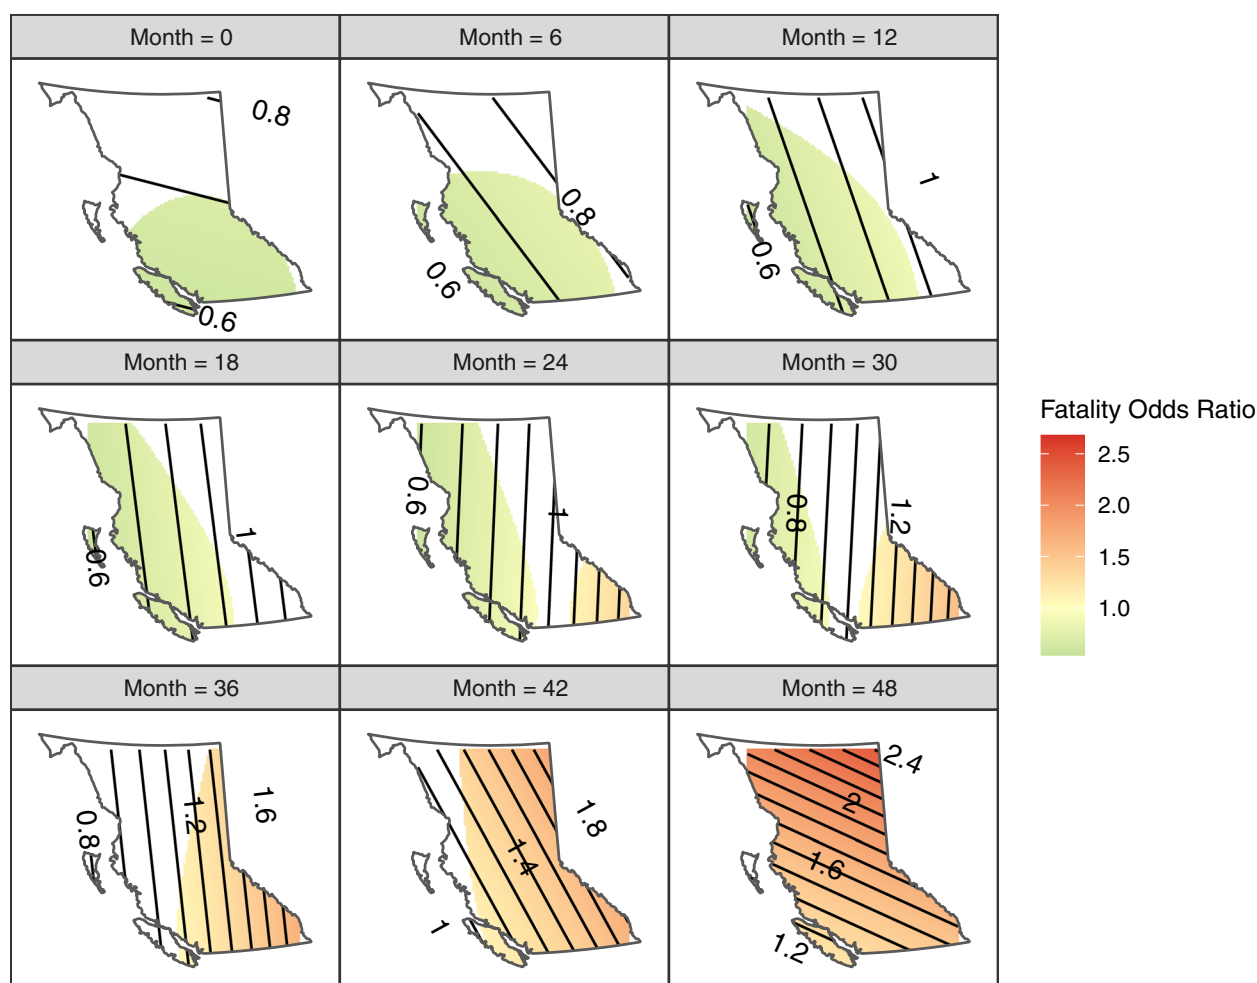 Month = 0
Month = 6
Month = 12
0.8
0.6
0.8
0.6
1
0.6
Month = 18
Month = 24
Month = 30
0.6
1
0.6
1
0.8
1.2
Month = 36
Month = 42
Month = 48
0.8
1.2
1.6
1
1.4
1.8
2.4
2
1.6
1.2
Fatality Odds Ratio
2.5
2.0
1.5
1.0